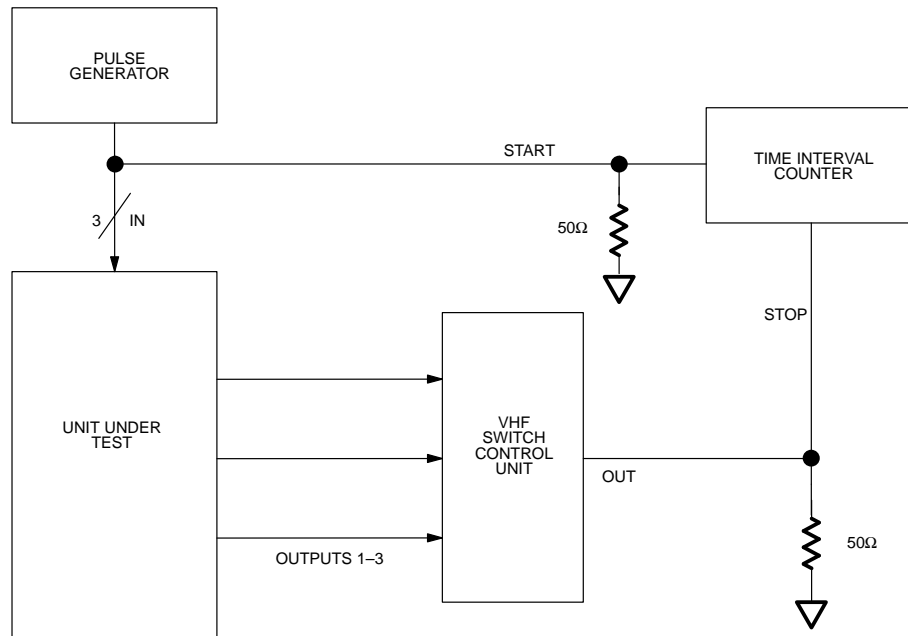 PULSE
GENERATOR
START
TIME INTERVAL
COUNTER
3 IN
50Ω
STOP
UNIT UNDER
TEST
VHF
SWITCH
CONTROL
UNIT
OUT
OUTPUTS 1–3
50Ω